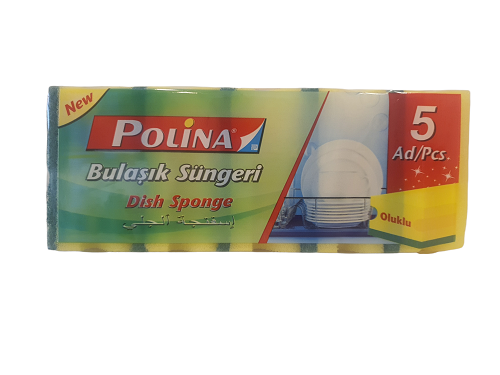 New
POLINA®
Bulaşık Süngeri
Dish Sponge
إسفنجة الجلي
5
Ad/Pcs.
Oluklu